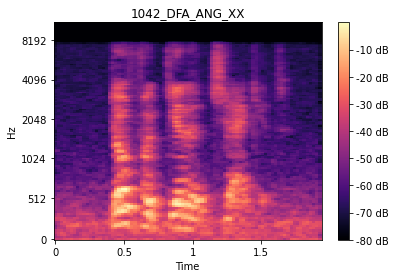 1042_DFA_ANG_XX
8192
4096
2048
1024
512
0
Hz
0
0.5
1
1.5
Time
-10 dB
-20 dB
-30 dB
-40 dB
-50 dB
-60 dB
-70 dB
-80 dB